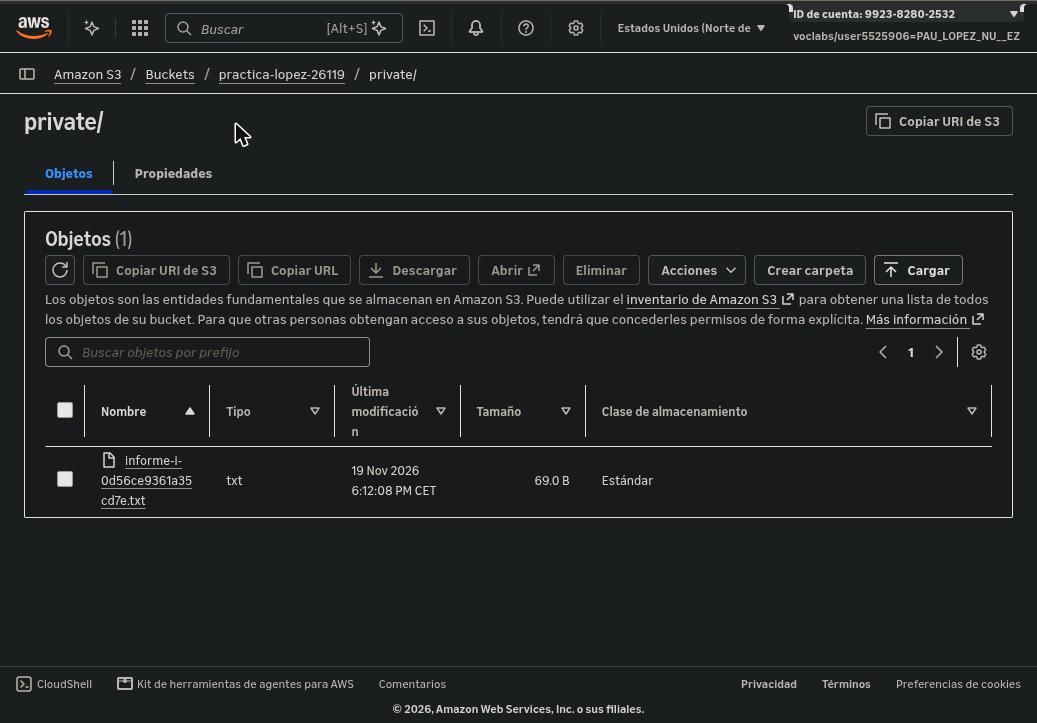 aws
Buscar [Alt+S]
Estados Unidos (Norte de
ID de cuenta: 9923-8280-2532
voclabs/user5525906=PAU_LOPEZ_NU__EZ
Amazon S3 / Buckets / practica-lopez-26119 / private/
private/
Copiar URI de S3
Objetos Propiedades
Objetos (1)
Copiar URI de S3 Copiar URL Descargar Abrir Eliminar Acciones Crear carpeta Cargar
Los objetos son las entidades fundamentales que se almacenan en Amazon S3. Puede utilizar el inventario de Amazon S3 para obtener una lista de todos
los objetos de su bucket. Para que otras personas obtengan acceso a sus objetos, tendrá que concederles permisos de forma explícita. Más información
Buscar objetos por prefijo
1
Nombre
Tipo
Última
modificació
n
Tamaño
Clase de almacenamiento
informe-i-
0d56ce9361a35
cd7e.txt
txt
19 Nov 2026
6:12:08 PM CET
69.0 B
Estándar
CloudShell Kit de herramientas de agentes para AWS Comentarios Privacidad Términos Preferencias de cookies
© 2026, Amazon Web Services, Inc. o sus filiales.